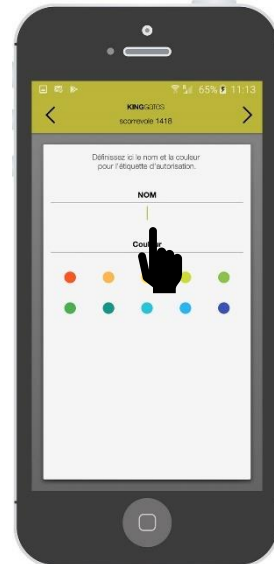 65% 11:13
KINGgates
scorrevole 1418
Définissez ici le nom et la couleur
pour l'étiquette d'autorisation.
NOM
Couleur